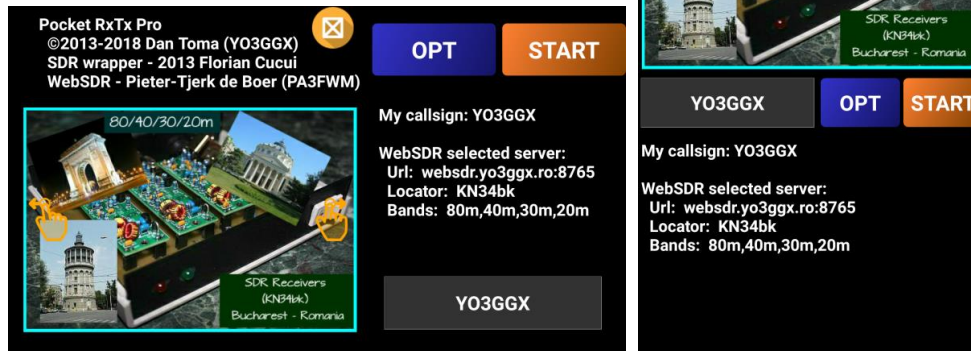 Pocket RxTx Pro
©2013-2018 Dan Toma (YO3GGX)
SDR wrapper - 2013 Florian Cucui
WebSDR - Pieter-Tjerk de Boer (PA3FWM)
OPT
START
80/40/30/20m
SDR Receivers
(KN34bk)
Bucharest - Romania
My callsign: YO3GGX
WebSDR selected server:
Url: websdr.yo3ggx.ro:8765
Locator: KN34bk
Bands: 80m,40m,30m,20m
YO3GGX
SDR Receivers
(KN34bk)
Bucharest - Romania
YO3GGX
OPT
START
My callsign: YO3GGX
WebSDR selected server:
Url: websdr.yo3ggx.ro:8765
Locator: KN34bk
Bands: 80m,40m,30m,20m